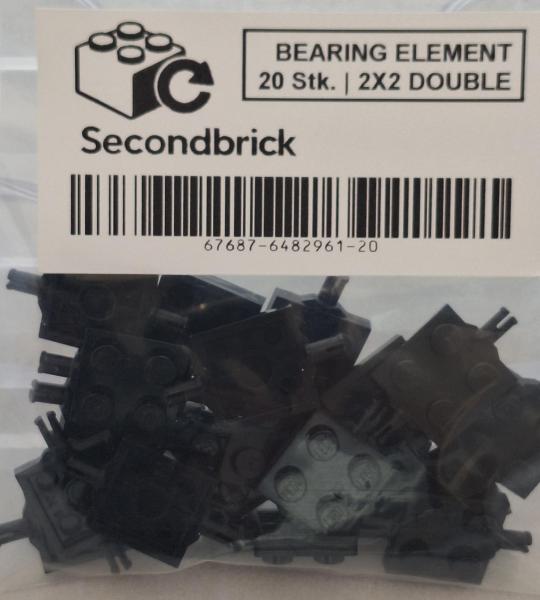 BEARING ELEMENT
20 Stk. | 2X2 DOUBLE
Secondbrick
67687-6482961-20